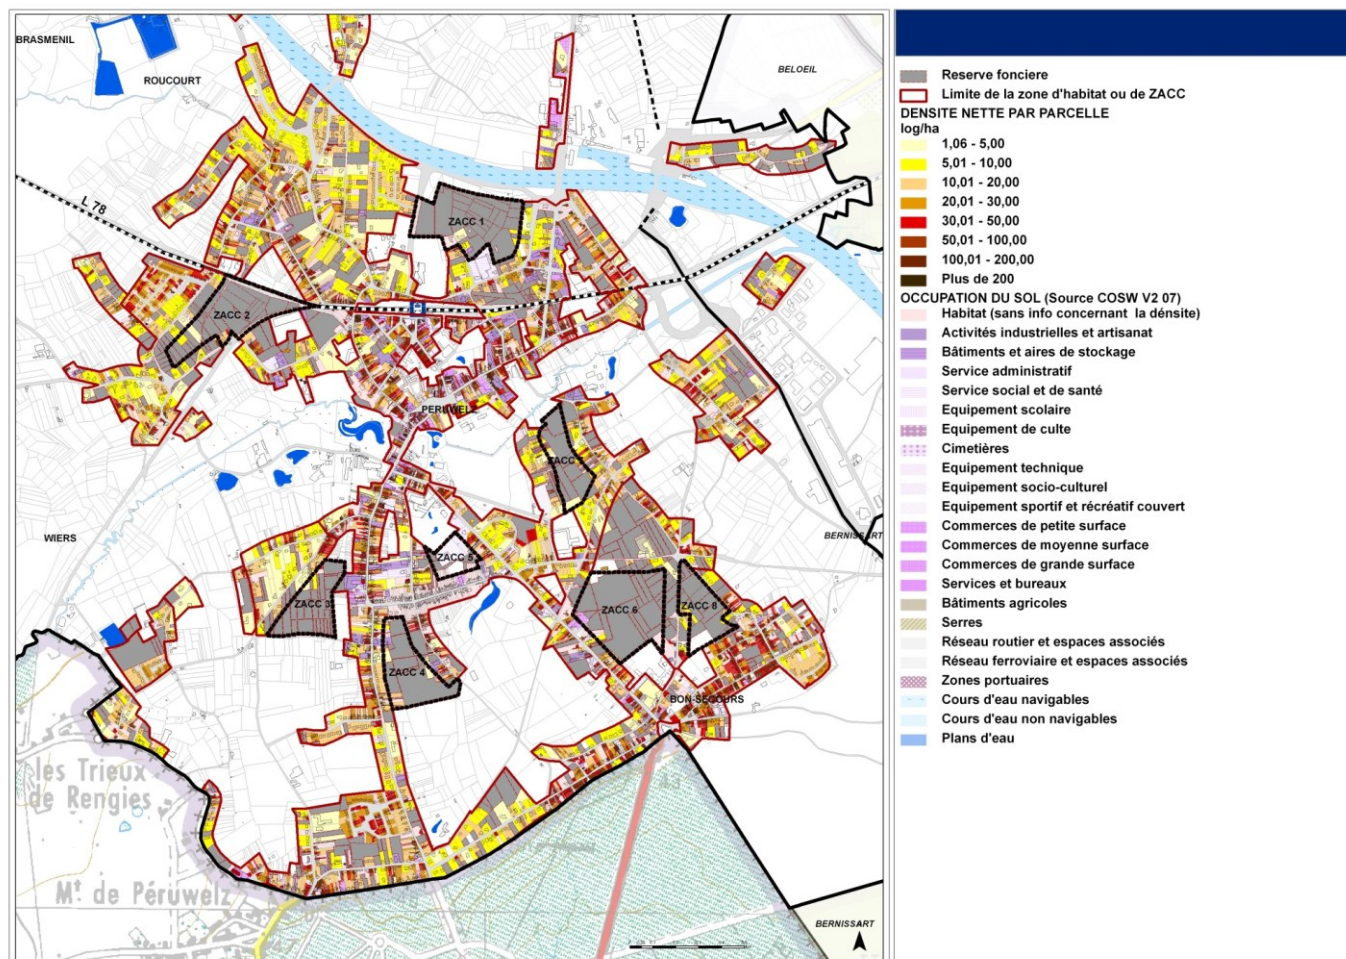 BRASMENIL
ROUCOURT
BELOEIL
L 78
ZACC 1
ZACC 2
PERUWELZ
ZACC
WIERS
BERNISSART
ZACC 5
ZACC 3
ZACC 6
ZACC 8
ZACC 4
BON-SECOURS
les Trieux
de Rengies
43
Mt de Péruwelz
BERNISSART
Reserve fonciere
Limite de la zone d'habitat ou de ZACC
DENSITE NETTE PAR PARCELLE
log/ha
1,06 - 5,00
5,01 - 10,00
10,01 - 20,00
20,01 - 30,00
30,01 - 50,00
50,01 - 100,00
100,01 - 200,00
Plus de 200
OCCUPATION DU SOL (Source COSW V2 07)
Habitat (sans info concernant la dénsite)
Activités industrielles et artisanat
Bâtiments et aires de stockage
Service administratif
Service social et de santé
Equipement scolaire
Equipement de culte
Cimetières
Equipement technique
Equipement socio-culturel
Equipement sportif et récréatif couvert
Commerces de petite surface
Commerces de moyenne surface
Commerces de grande surface
Services et bureaux
Bâtiments agricoles
Serres
Réseau routier et espaces associés
Réseau ferroviaire et espaces associés
Zones portuaires
Cours d'eau navigables
Cours d'eau non navigables
Plans d'eau